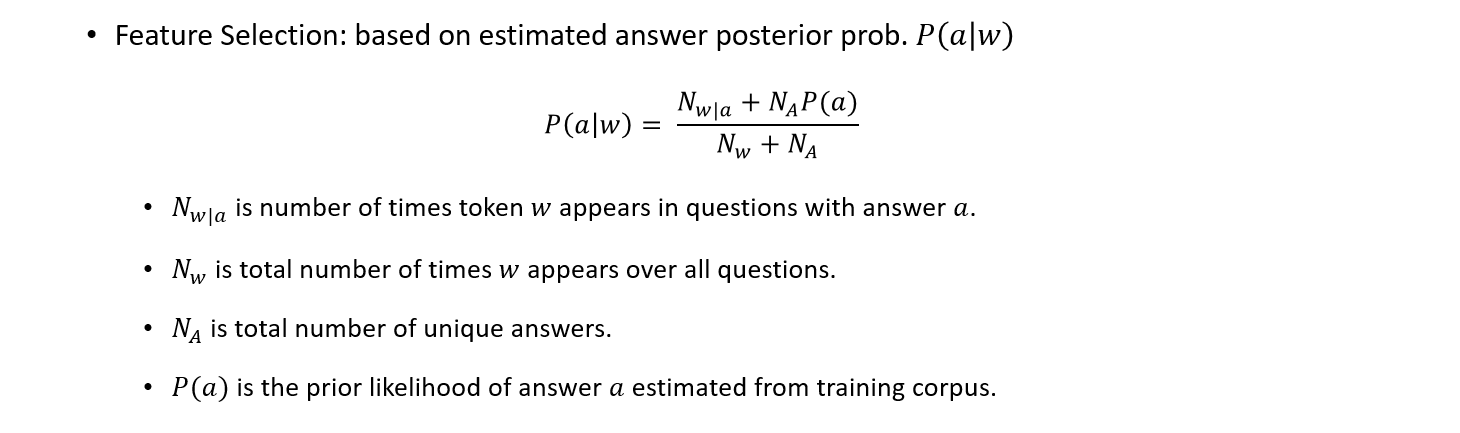 • Feature Selection: based on estimated answer posterior prob. P(a|w)
P(a|w) = \frac{N_{w|a} + N_A P(a)}{N_w + N_A}
• N_{w|a} is number of times token w appears in questions with answer a.
• N_w is total number of times w appears over all questions.
• N_A is total number of unique answers.
• P(a) is the prior likelihood of answer a estimated from training corpus.